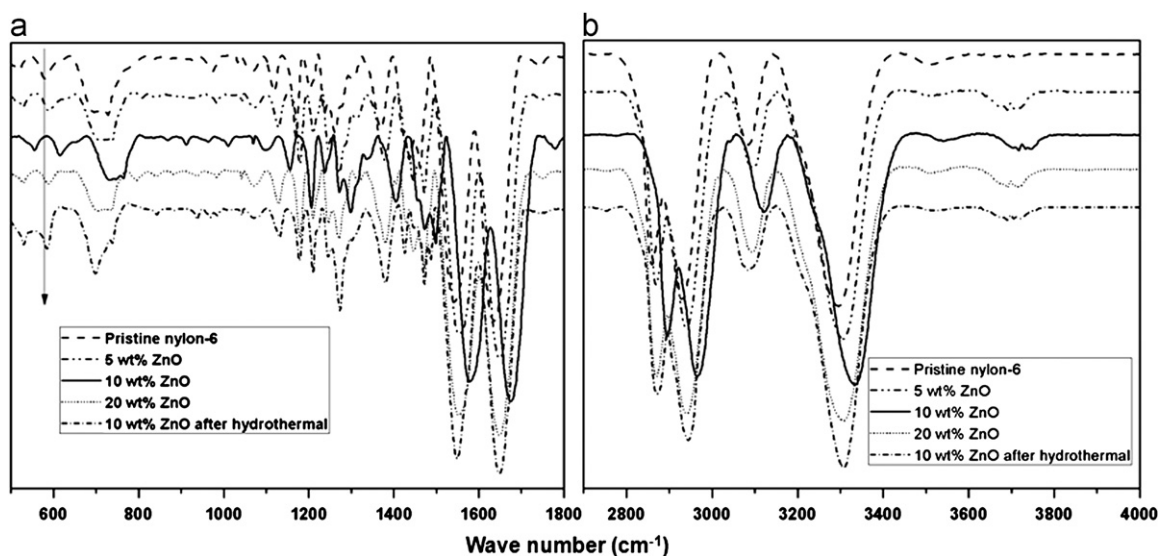 a
b
Pristine nylon-6
5 wt% ZnO
10 wt% ZnO
20 wt% ZnO
10 wt% ZnO after hydrothermal
Pristine nylon-6
5 wt% ZnO
10 wt% ZnO
20 wt% ZnO
10 wt% ZnO after hydrothermal
600 800 1000 1200 1400 1600 1800
2800 3000 3200 3400 3600 3800 4000
Wave number (cm-1)